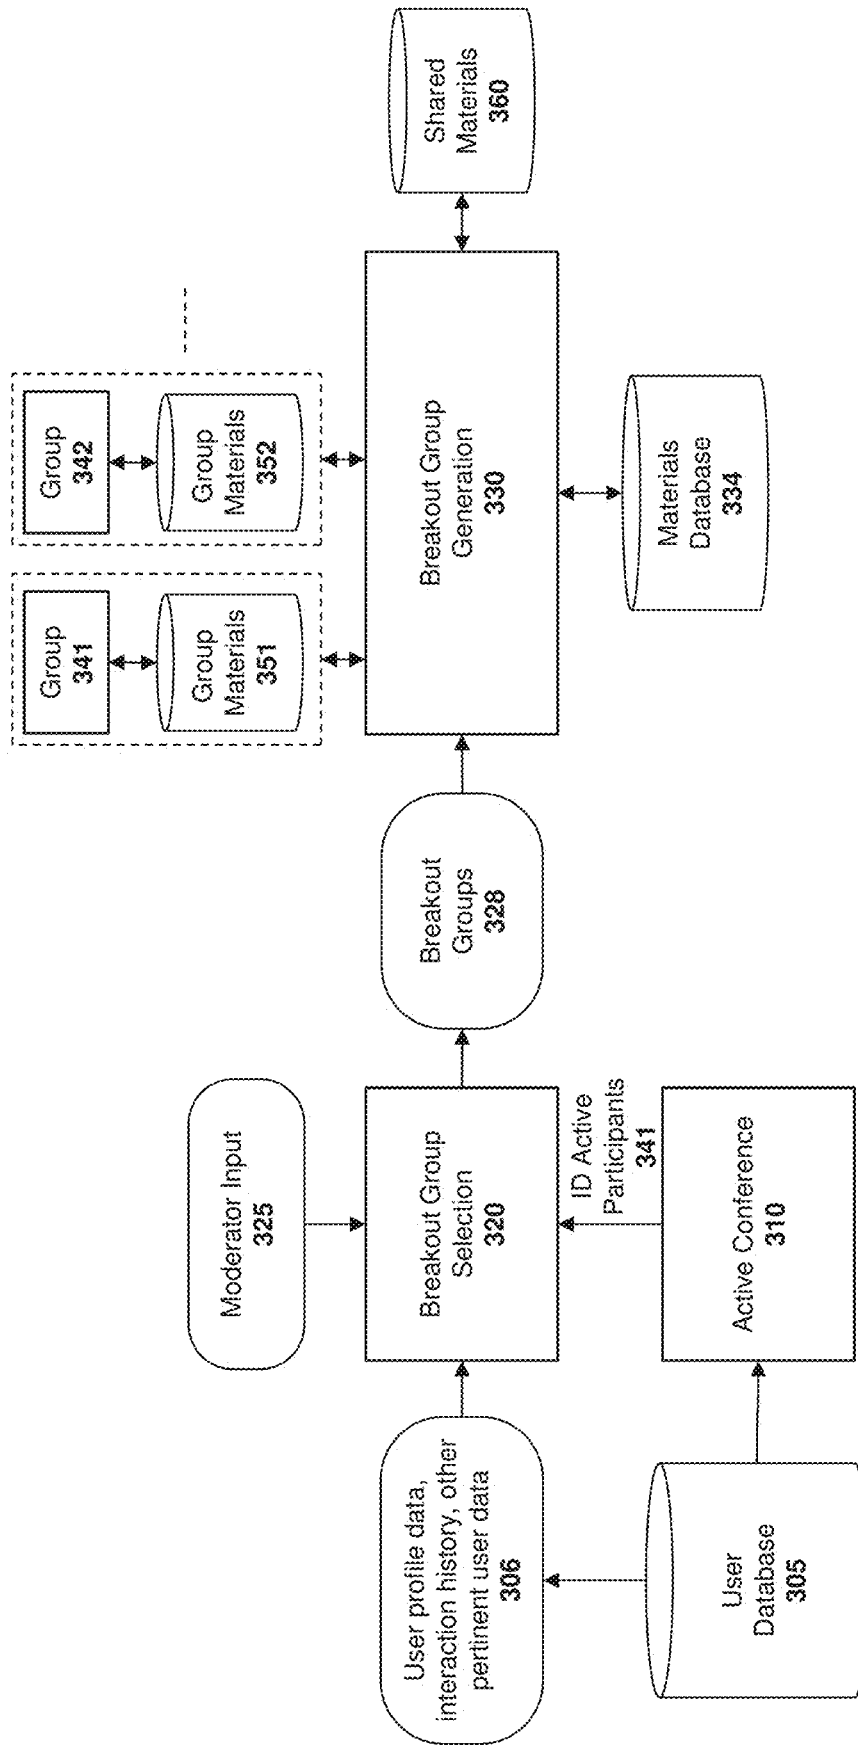 User profile data,
interaction history, other
pertinent user data
306
User
Database
305
Moderator Input
325
Breakout Group
Selection
320
ID Active
Participants
341
Active Conference
310
Breakout
Groups
328
Group
341
Group
Materials
351
Group
342
Group
Materials
352
Breakout Group
Generation
330
Materials
Database
334
Shared
Materials
360